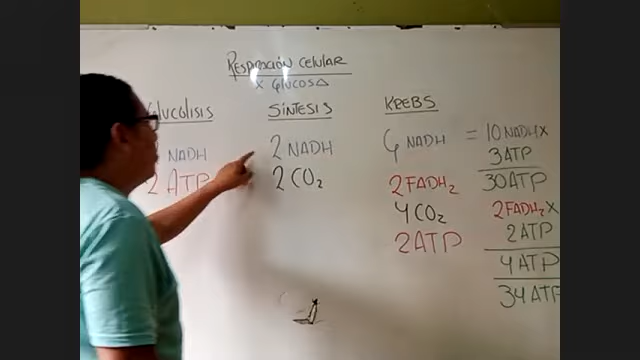 RESPIRACIÓN CELULAR
X GLUCOSA
GLUCOLISIS
NADH
2 ATP
SÍNTESIS
2 NADH
2 CO2
KREBS
NADH
2 FADH2
4 CO2
2 ATP
= 10 NADH X
3 ATP
30 ATP
2 FADH2 X
2 ATP
4 ATP
34 ATP